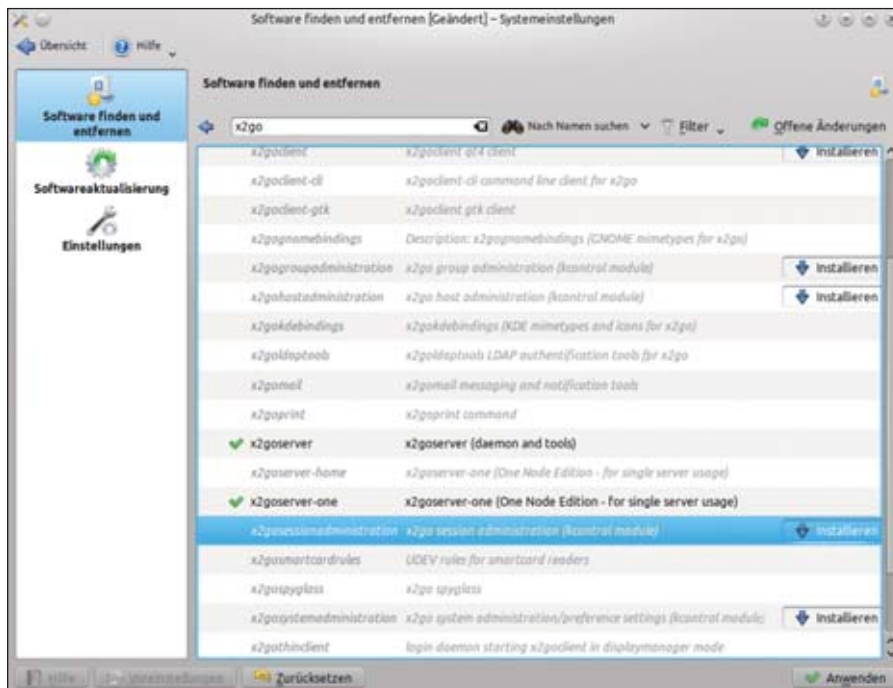 Software finden und entfernen [Geändert] – Systemeinstellungen
Übersicht Hilfe
Software finden und entfernen
Softwareaktualisierung
Einstellungen
Software finden und entfernen
x2go Nach Namen suchen Filter Offene Änderungen
x2goclient x2goclient qt4 client Installieren
x2goclient-cli x2goclient-cli command line client for x2go
x2goclient-gtk x2goclient gtk client
x2gognomebindings Description: x2gognomebindings (GNOME mimetypes for x2go)
x2gogroupadministration x2go group administration (kcontrol module) Installieren
x2gohostadministration x2go host administration (kcontrol module) Installieren
x2gokdebindings x2gokdebindings (KDE mimetypes and icons for x2go)
x2goldaptools x2goldaptools LDAP authentification tools for x2go
x2gomail x2gomail messaging and notification tools
x2goprint x2goprint command
x2goserver x2goserver (daemon and tools)
x2goserver-home x2goserver-one (One Node Edition - for single server usage)
x2goserver-one x2goserver-one (One Node Edition - for single server usage)
x2gosessionadministration x2go session administration (kcontrol module) Installieren
x2gosmartcardrules UDEV rules for smartcard readers
x2gospyglass x2go spyglass
x2gosystemadministration x2go system administration/preference settings (kcontrol module) Installieren
x2gothinclient login daemon starting x2goclient in displaymanager mode
Hilfe Voreinstellungen Zurücksetzen Anwenden